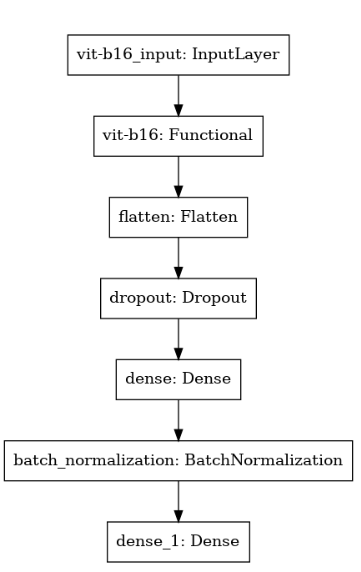 vit-b16_input: InputLayer
vit-b16: Functional
flatten: Flatten
dropout: Dropout
dense: Dense
batch_normalization: BatchNormalization
dense_1: Dense